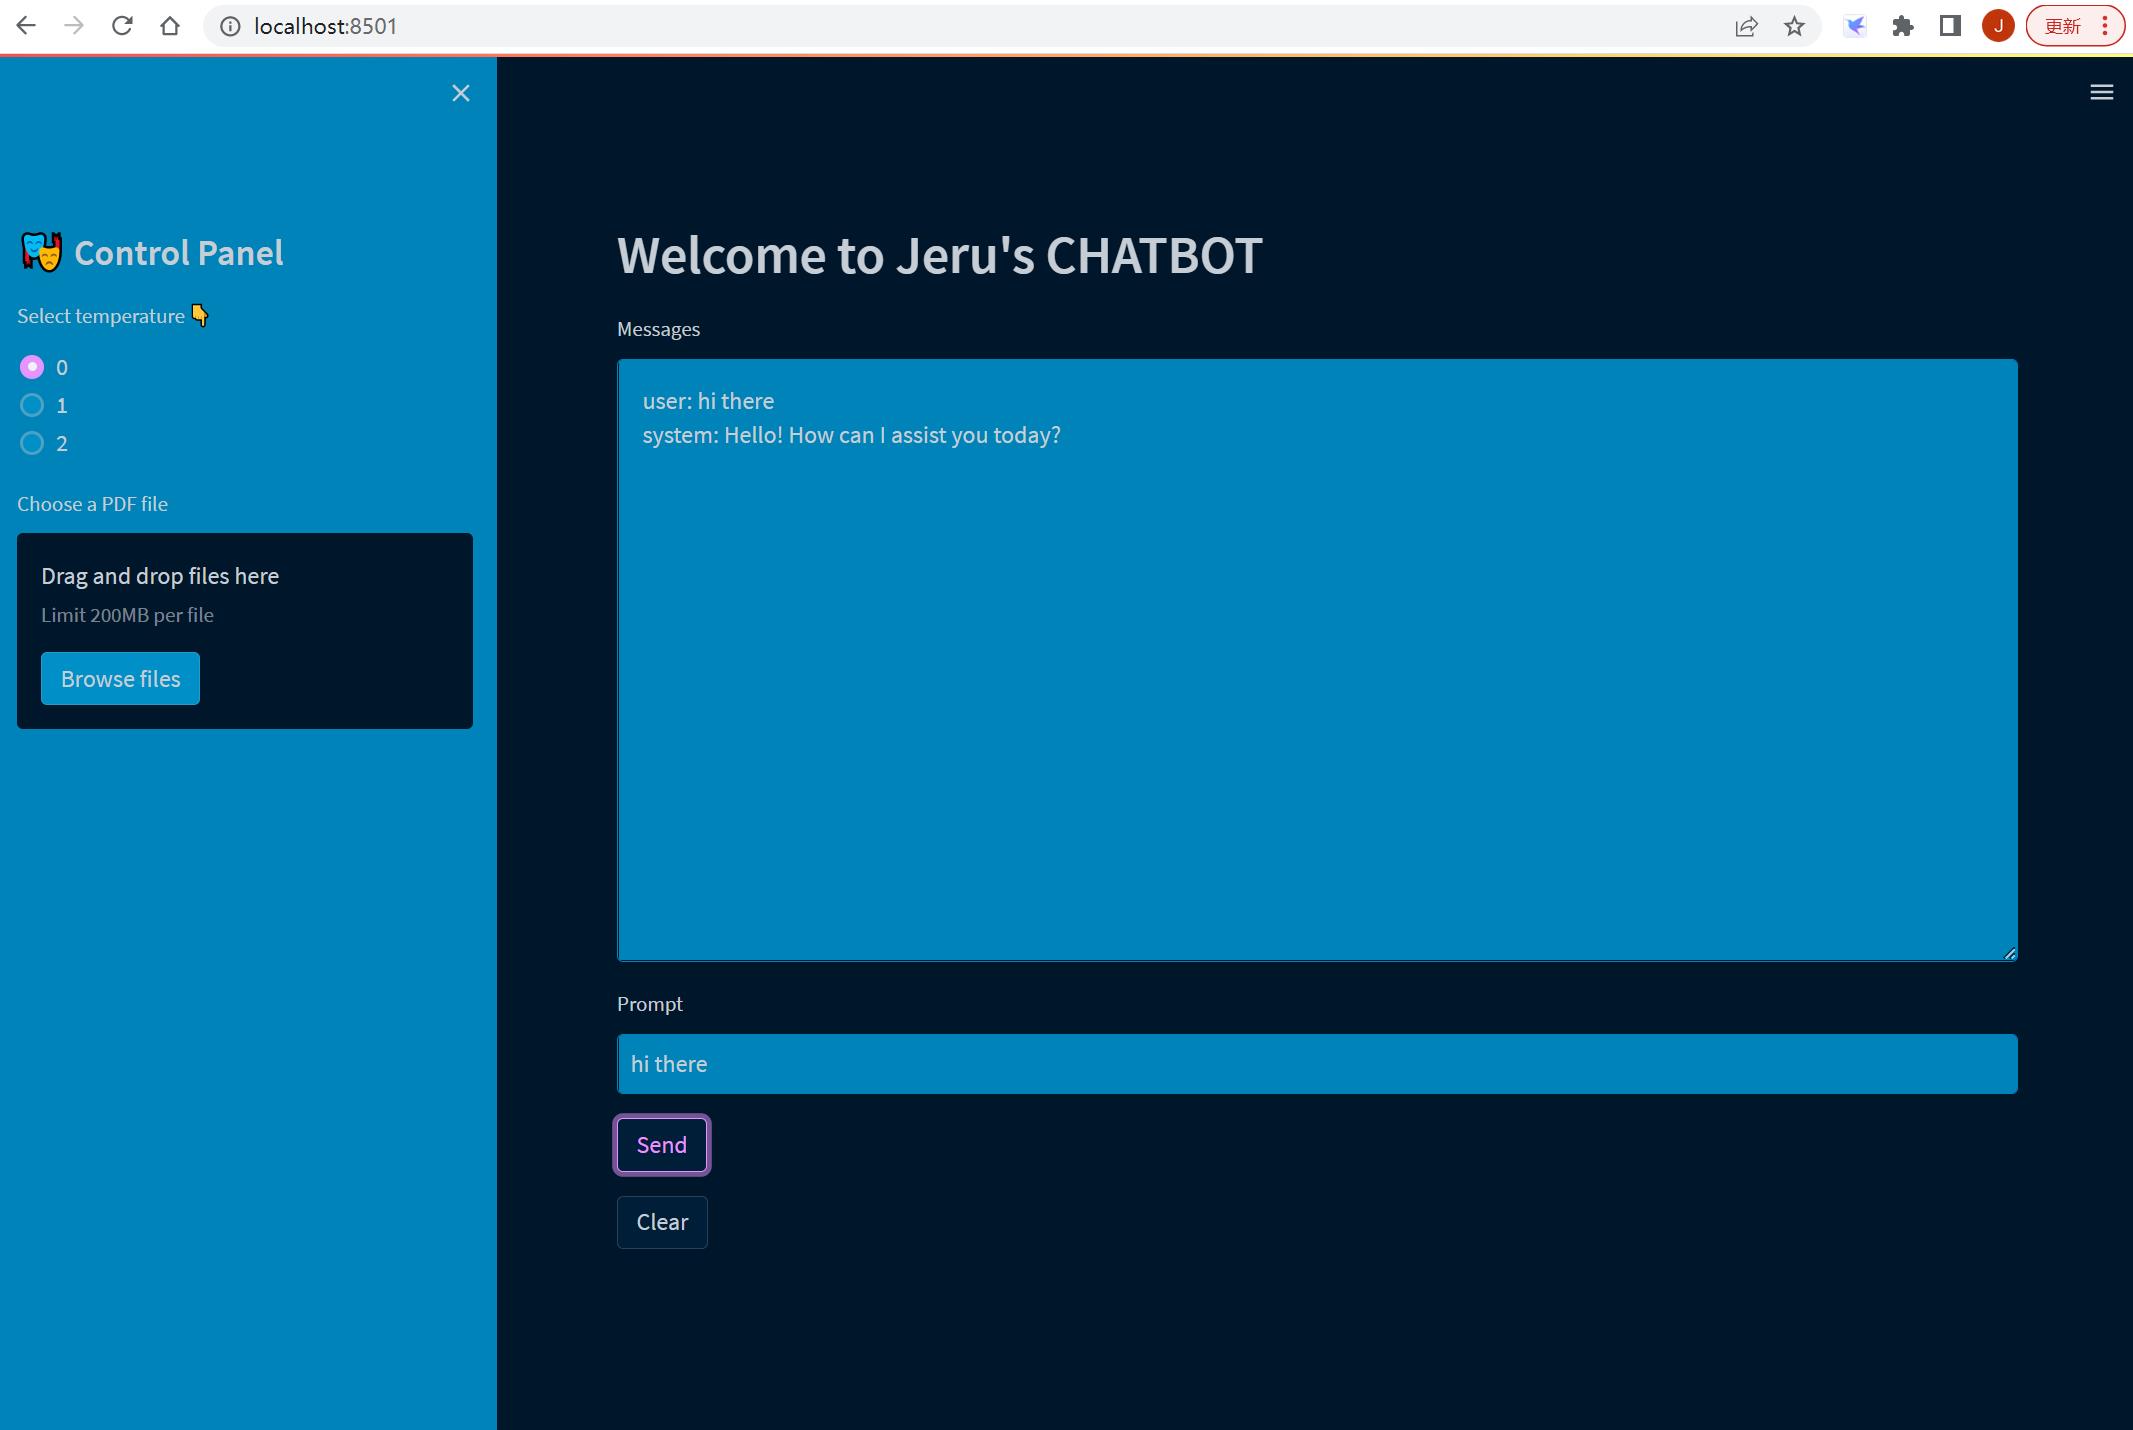 localhost:8501
J
更新
Control Panel
Select temperature
0
1
2
Choose a PDF file
Drag and drop files here
Limit 200MB per file
Browse files
Welcome to Jeru's CHATBOT
Messages
user: hi there
system: Hello! How can I assist you today?
Prompt
hi there
Send
Clear